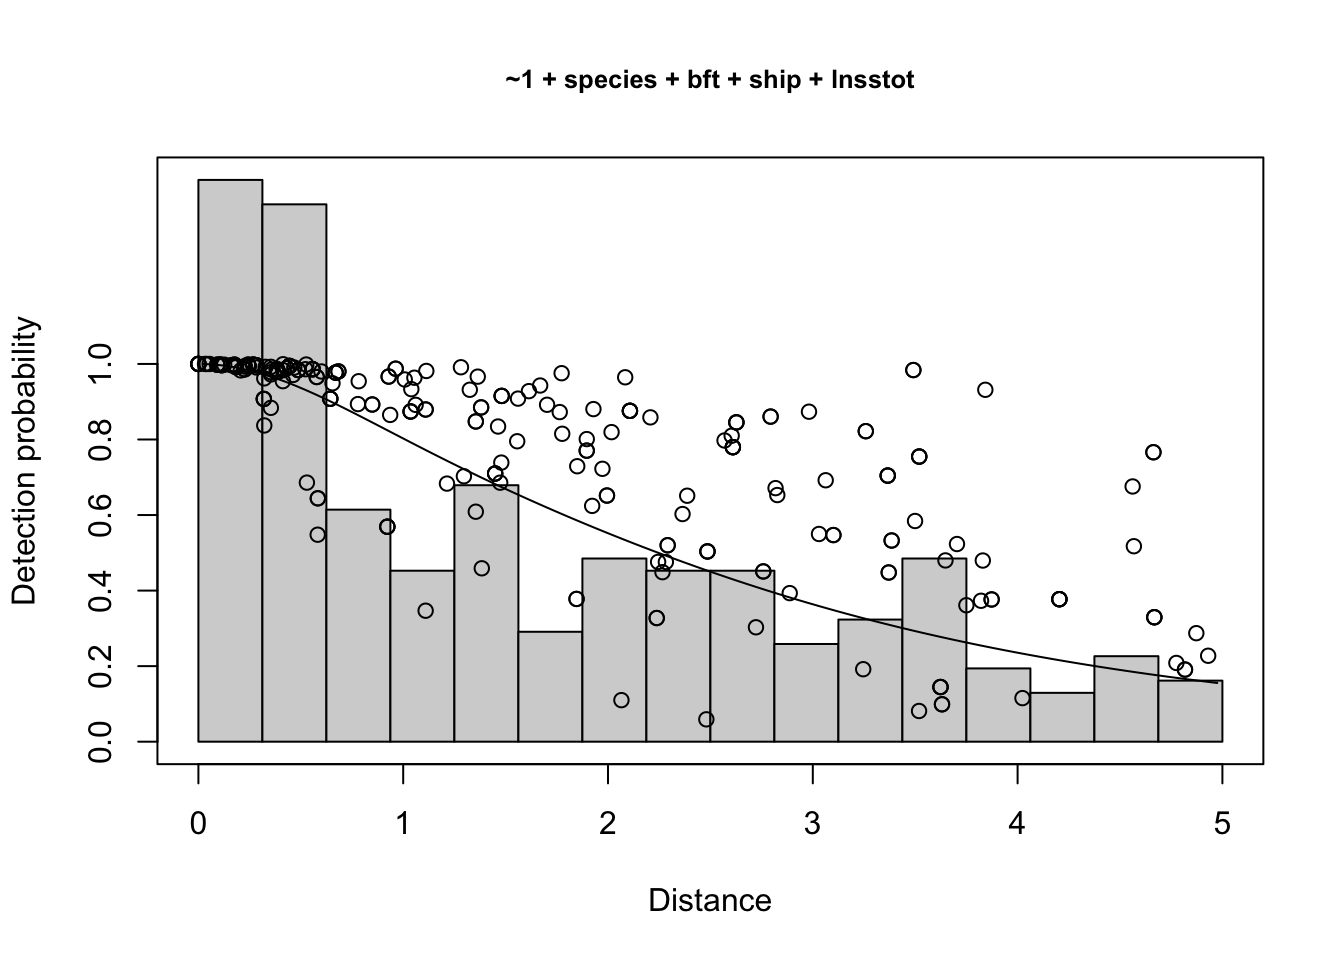 ~1 + species + bft + ship + lnsstot
Detection probability
1.0
0.8
0.6
0.4
0.2
0.0
0 1 2 3 4 5
Distance